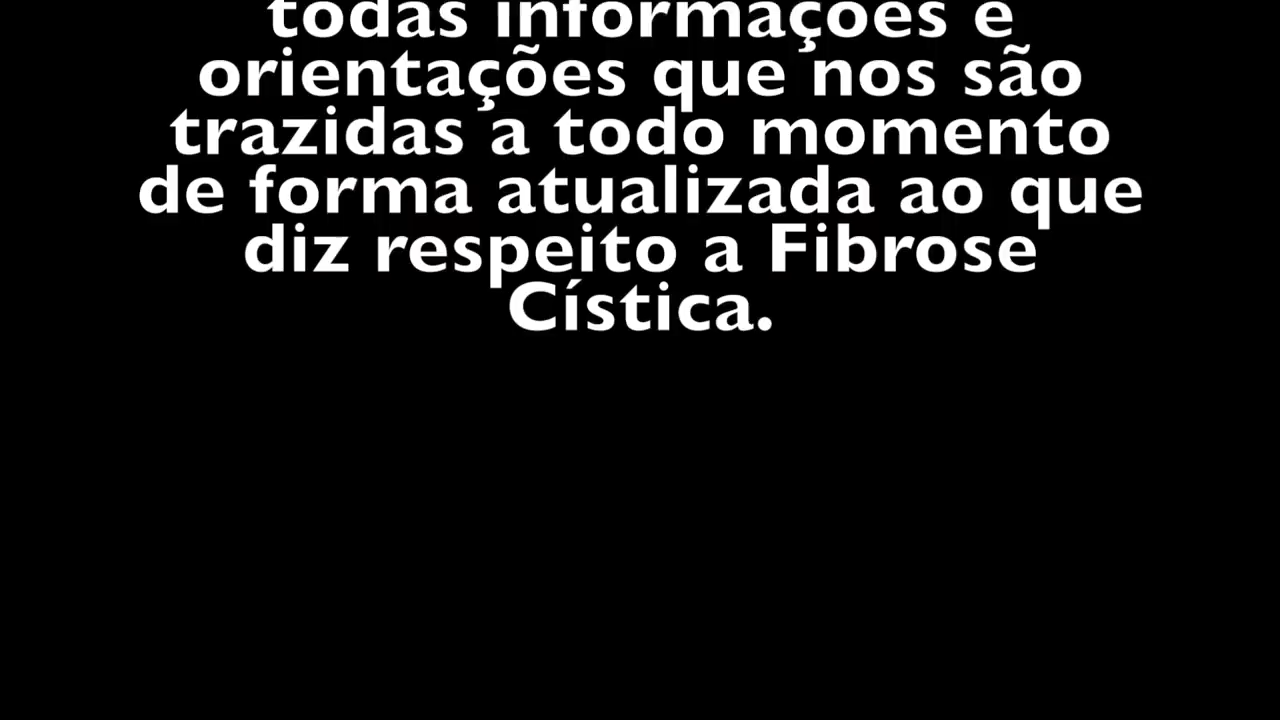 todas informações e
orientações que nos são
trazidas a todo momento
de forma atualizada ao que
diz respeito a Fibrose
Cística.